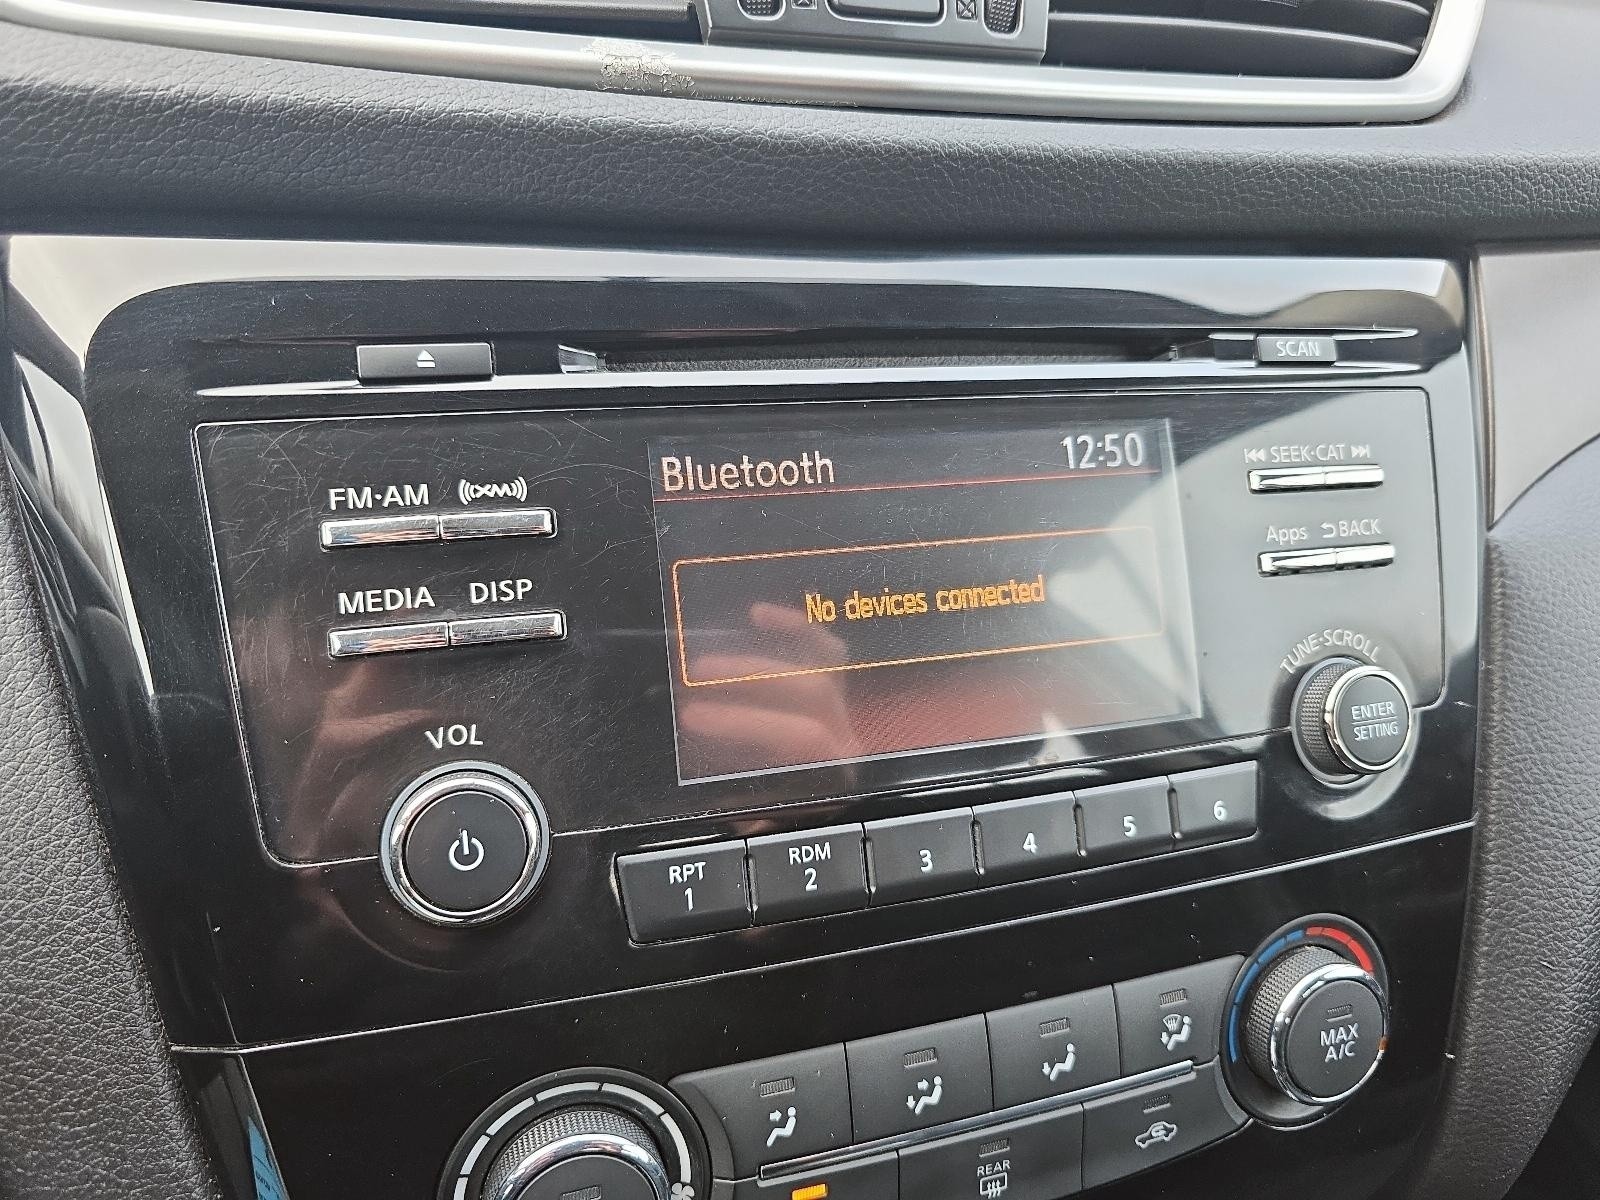 SCAN
Bluetooth 12:50
No devices connected
FM·AM XM
MEDIA DISP
VOL
SEEK·CAT
Apps BACK
TUNE·SCROLL
ENTER
SETTING
RPT
1
RDM
2
3
4
5
6
MAX
A/C
REAR